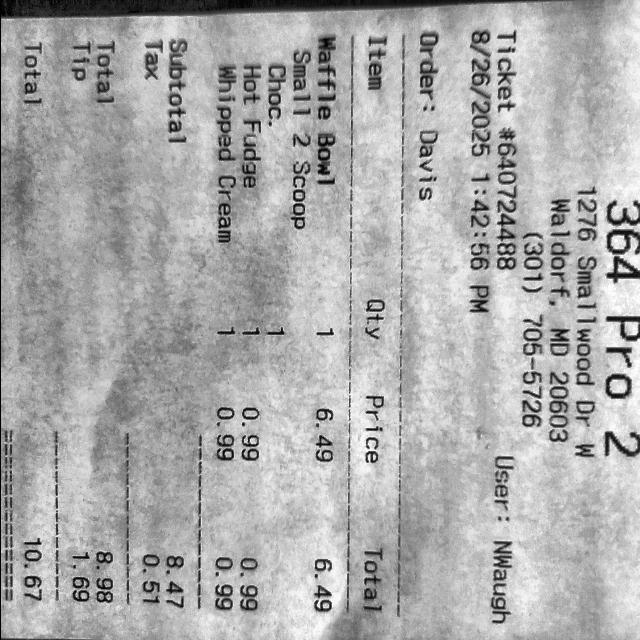 364 Pro 2
1276 Smallwood Dr W
Waldorf, MD 20603
(301) 705-5726
Ticket #640724488 User: NWaugh
8/26/2025 1:42:56 PM
Order: Davis
Item Qty Price Total
Waffle Bowl 1 6.49 6.49
Small 2 Scoop
Choc. 1
Hot Fudge 1 0.99 0.99
Whipped Cream 1 0.99 0.99
Subtotal 8.47
Tax 0.51
Total 8.98
Tip 1.69
Total 10.67